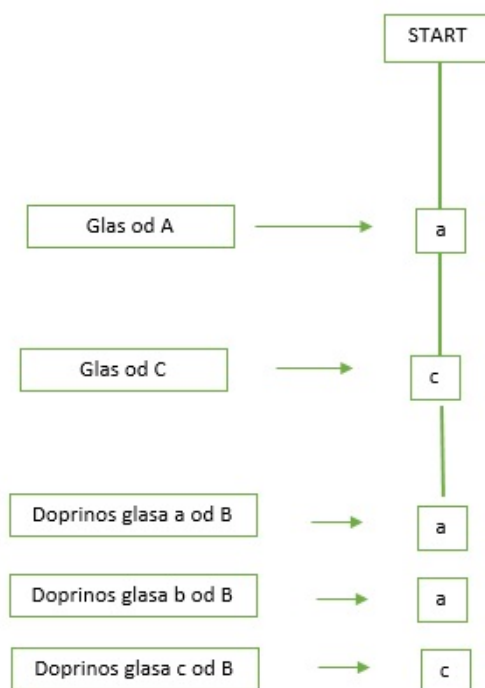 START
Glas od A
a
Glas od C
c
Doprinos glasa a od B
a
Doprinos glasa b od B
a
Doprinos glasa c od B
c